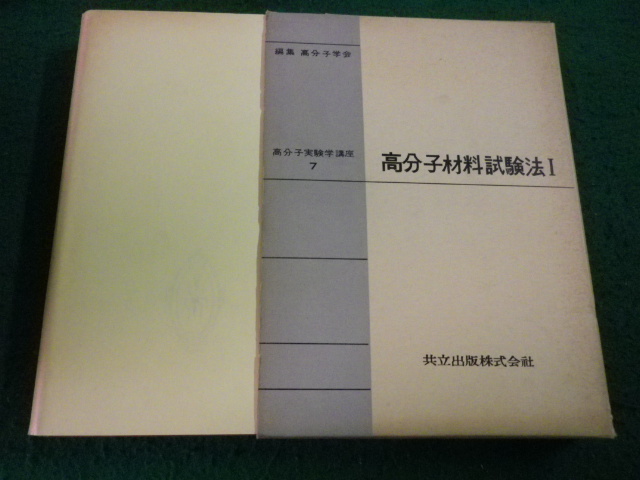 編集 高分子学会
高分子実験学講座
7
高分子材料試験法 I
共立出版株式会社